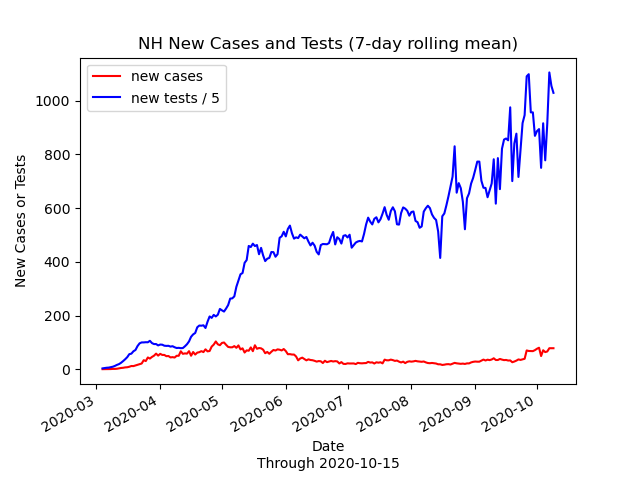 NH New Cases and Tests (7-day rolling mean)
new cases
new tests / 5
New Cases or Tests
1000
800
600
400
200
0
2020-03
2020-04
2020-05
2020-06
2020-07
2020-08
2020-09
2020-10
Date
Through 2020-10-15